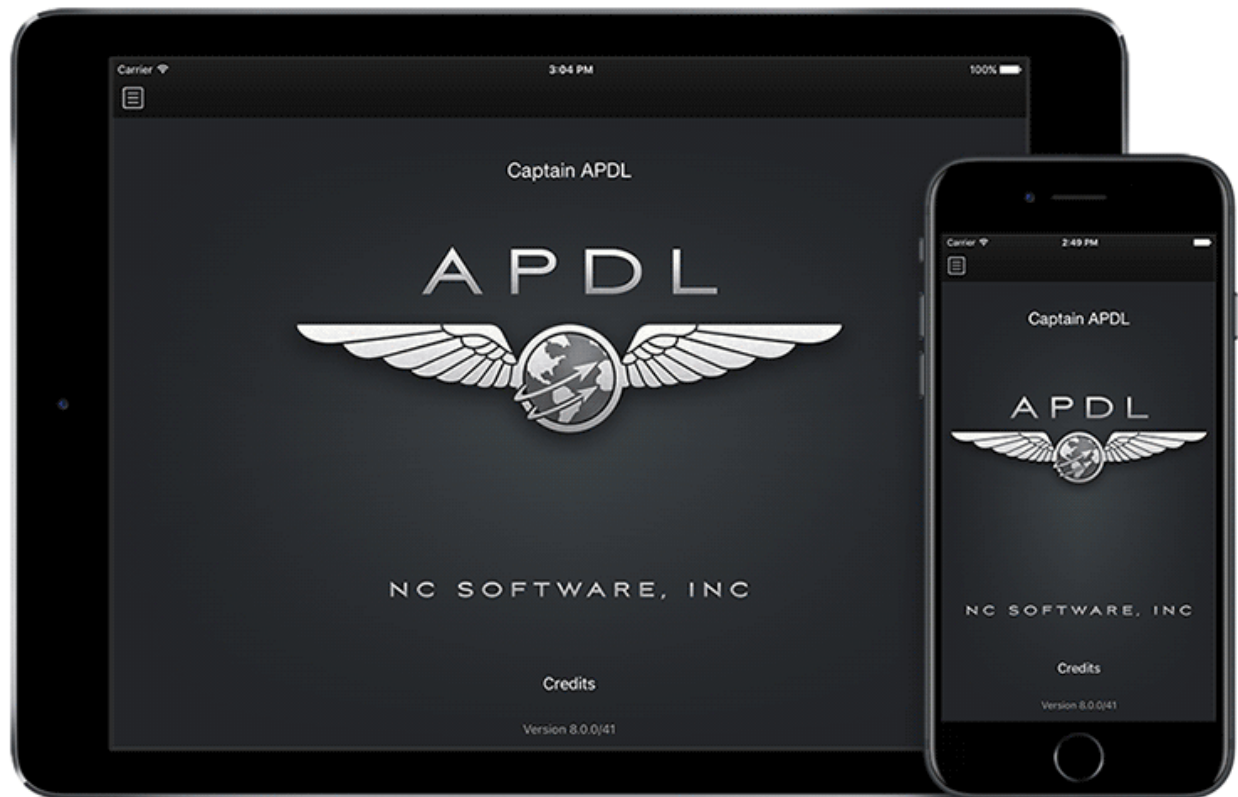 Carrier 3:04 PM 100%
Captain APDL
APDL
NC SOFTWARE, INC
Credits
Version 8.0.0/41
Carrier 2:49 PM
Captain APDL
APDL
NC SOFTWARE, INC
Credits
Version 8.0.0/41